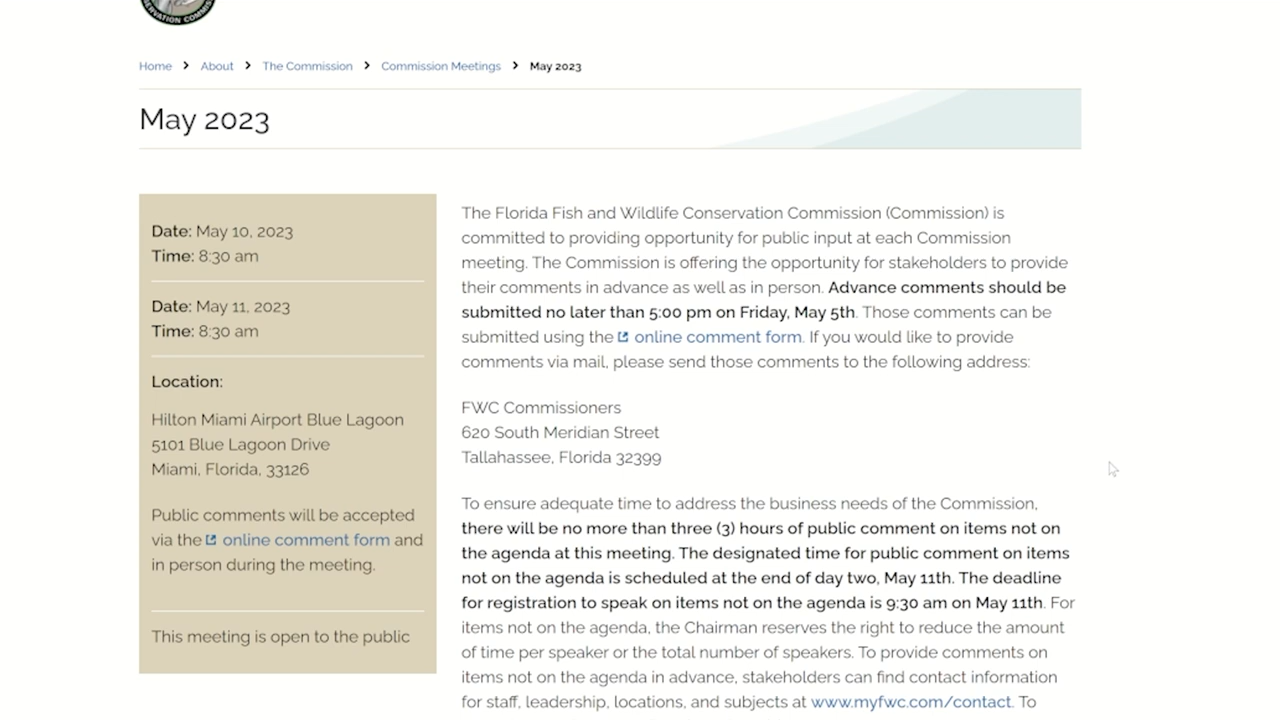 ERVATION COMMIS
Home > About > The Commission > Commission Meetings > May 2023
May 2023
Date: May 10, 2023
Time: 8:30 am
Date: May 11, 2023
Time: 8:30 am
Location:
Hilton Miami Airport Blue Lagoon
5101 Blue Lagoon Drive
Miami, Florida, 33126
Public comments will be accepted
via the online comment form and
in person during the meeting.
This meeting is open to the public
The Florida Fish and Wildlife Conservation Commission (Commission) is
committed to providing opportunity for public input at each Commission
meeting. The Commission is offering the opportunity for stakeholders to provide
their comments in advance as well as in person. Advance comments should be
submitted no later than 5:00 pm on Friday, May 5th. Those comments can be
submitted using the online comment form. If you would like to provide
comments via mail, please send those comments to the following address:
FWC Commissioners
620 South Meridian Street
Tallahassee, Florida 32399
To ensure adequate time to address the business needs of the Commission,
there will be no more than three (3) hours of public comment on items not on
the agenda at this meeting. The designated time for public comment on items
not on the agenda is scheduled at the end of day two, May 11th. The deadline
for registration to speak on items not on the agenda is 9:30 am on May 11th. For
items not on the agenda, the Chairman reserves the right to reduce the amount
of time per speaker or the total number of speakers. To provide comments on
items not on the agenda in advance, stakeholders can find contact information
for staff, leadership, locations, and subjects at www.myfwc.com/contact. To